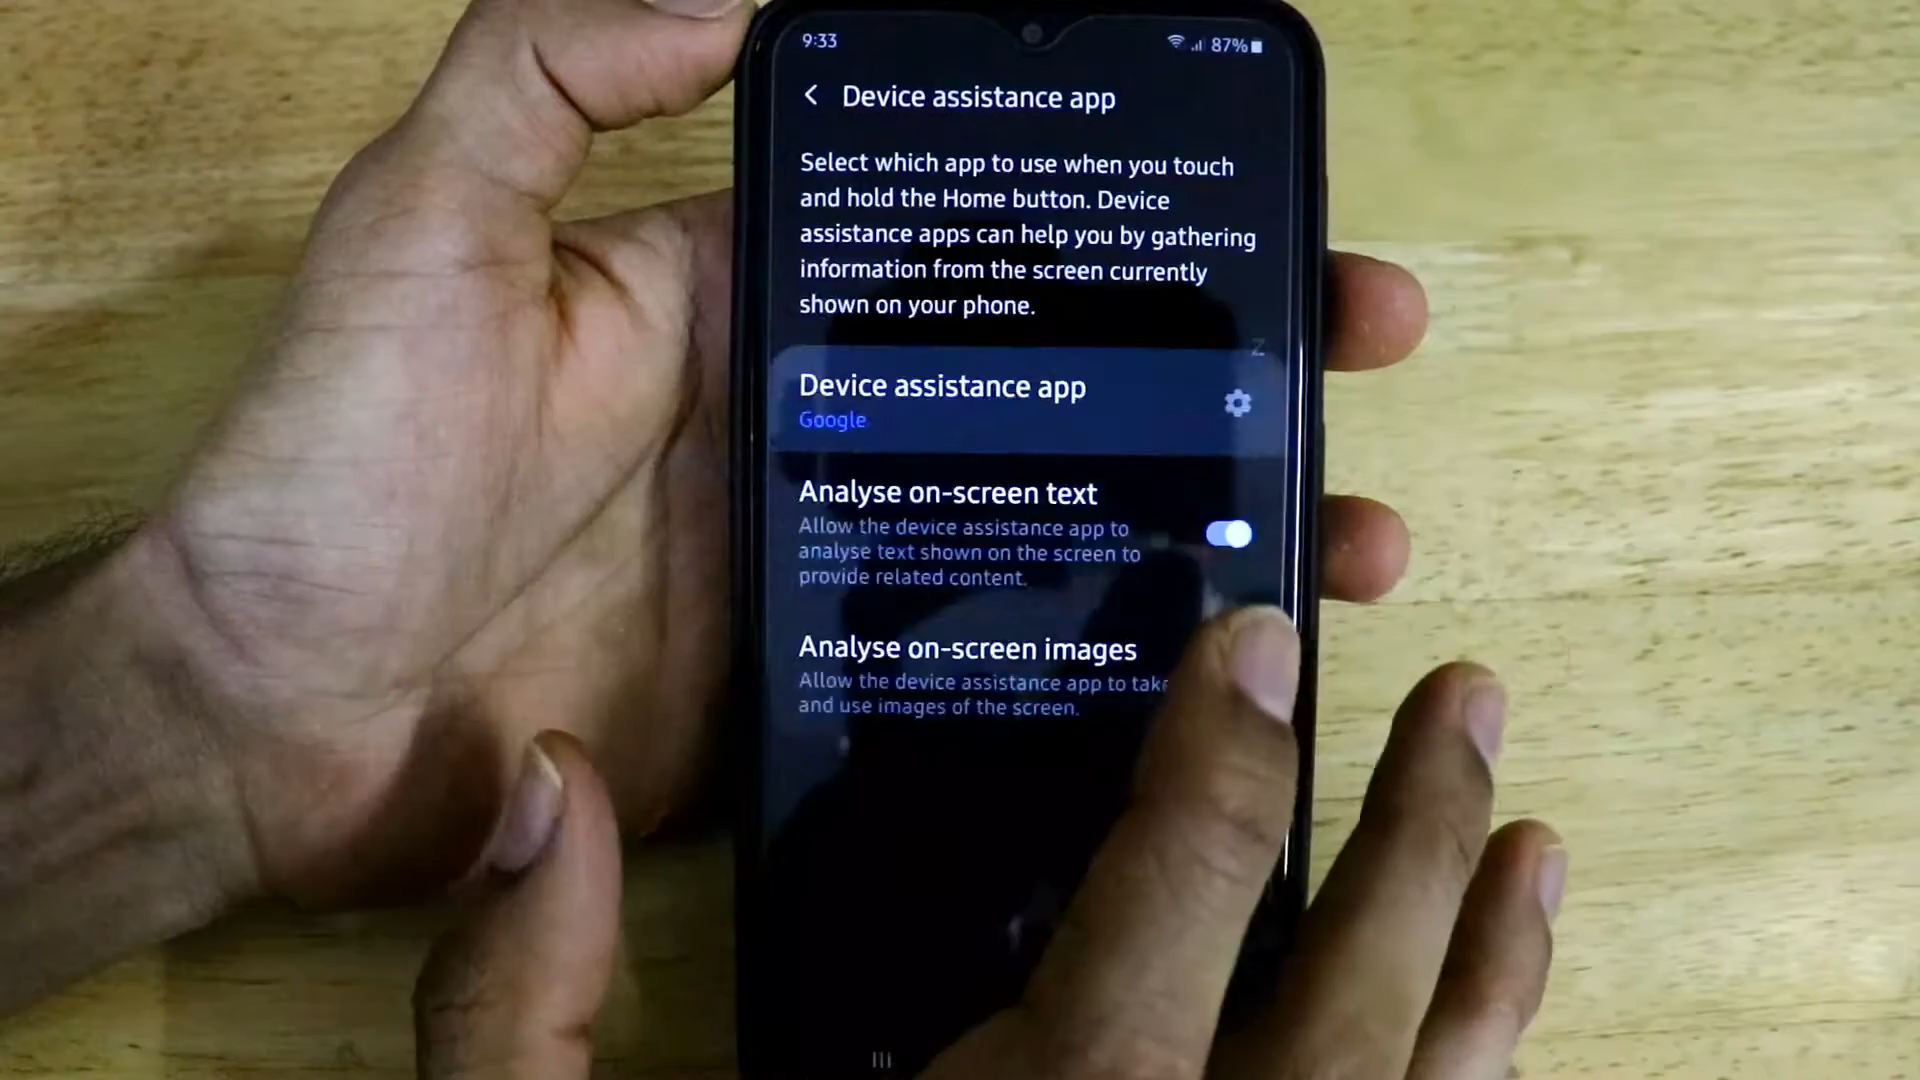 9:33
87%
Device assistance app
Select which app to use when you touch
and hold the Home button. Device
assistance apps can help you by gathering
information from the screen currently
shown on your phone.
Device assistance app
Google
Analyse on-screen text
Allow the device assistance app to
analyse text shown on the screen to
provide related content.
Analyse on-screen images
Allow the device assistance app to take
and use images of the screen.